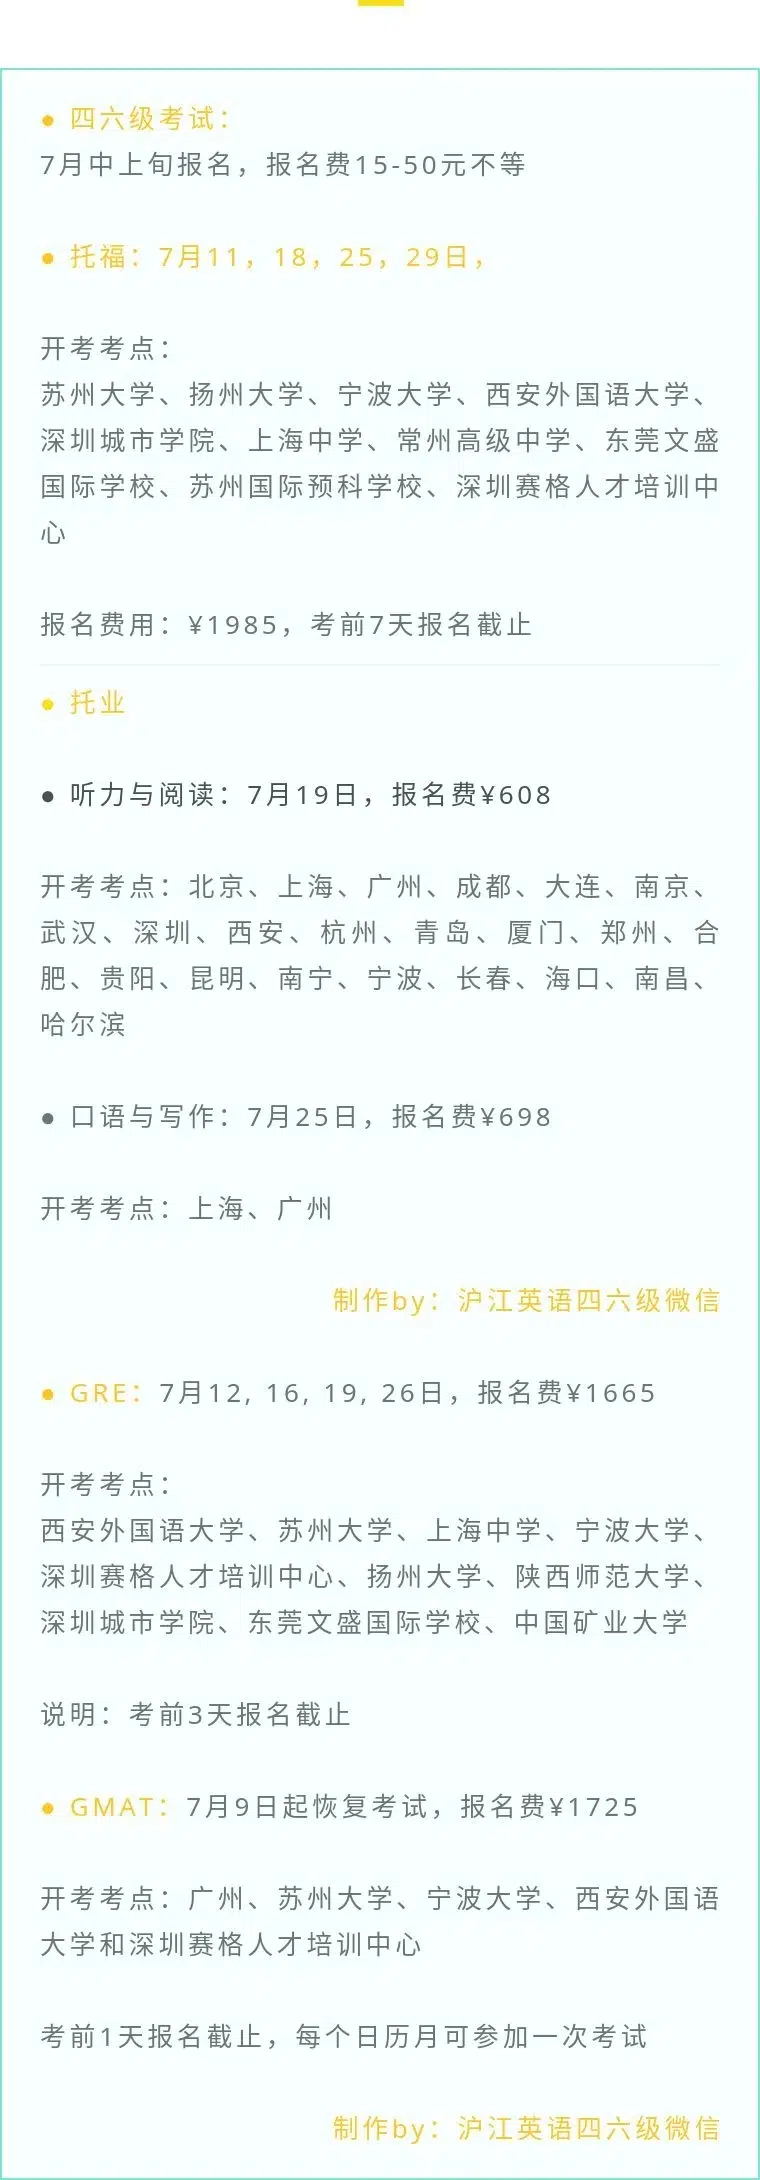 ● 四六级考试：
7月中上旬报名，报名费15-50元不等
● 托福：7月11，18，25，29日，
开考考点：
苏州大学、扬州大学、宁波大学、西安外国语大学、
深圳城市学院、上海中学、常州高级中学、东莞文盛
国际学校、苏州国际预科学校、深圳赛格人才培训中
心
报名费用：¥1985，考前7天报名截止
● 托业
● 听力与阅读：7月19日，报名费¥608
开考考点：北京、上海、广州、成都、大连、南京、
武汉、深圳、西安、杭州、青岛、厦门、郑州、合
肥、贵阳、昆明、南宁、宁波、长春、海口、南昌、
哈尔滨
● 口语与写作：7月25日，报名费¥698
开考考点：上海、广州
制作by：沪江英语四六级微信
● GRE：7月12, 16, 19, 26日，报名费¥1665
开考考点：
西安外国语大学、苏州大学、上海中学、宁波大学、
深圳赛格人才培训中心、扬州大学、陕西师范大学、
深圳城市学院、东莞文盛国际学校、中国矿业大学
说明：考前3天报名截止
● GMAT：7月9日起恢复考试，报名费¥1725
开考考点：广州、苏州大学、宁波大学、西安外国语
大学和深圳赛格人才培训中心
考前1天报名截止，每个日历月可参加一次考试
制作by：沪江英语四六级微信